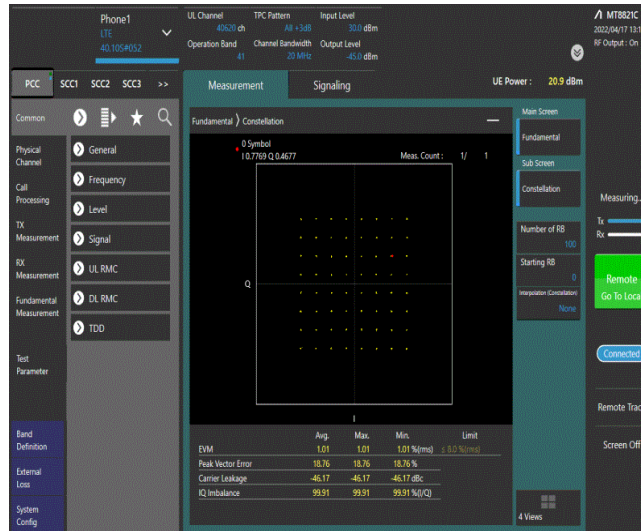 Phone1
LTE
40.105#052
UL Channel
40620 ch
TPC Pattern
Alt +3dB
Input Level
30.0 dBm
Operation Band
41
Channel Bandwidth
20 MHz
Output Level
-45.0 dBm
MT8821C
2022/04/17 13:1
RF Output : On
PCC SCC1 SCC2 SCC3 >>
Measurement Signaling
UE Power : 20.9 dBm
Common
Physical
Channel
Call
Processing
TX
Measurement
RX
Measurement
Fundamental
Measurement
Test
Parameter
Band
Definition
External
Loss
System
Config
General
Frequency
Level
Signal
UL RMC
DL RMC
TDD
Fundamental ⟩ Constellation
0 Symbol
I 0.7769 Q 0.4677
Meas. Count : 1/ 1
Q
I
Avg. Max. Min. Limit
EVM 1.01 1.01 1.01 %(rms) ≤ 8.0 %(rms)
Peak Vector Error 18.76 18.76 18.76 %
Carrier Leakage -46.17 -46.17 -46.17 dBc
IQ Imbalance 99.91 99.91 99.91 %(I/Q)
Main Screen
Fundamental
Sub Screen
Constellation
Number of RB
100
Starting RB
0
Interpolation (Constellation)
None
4 Views
Measuring..
Tx
Rx
Remote
Go To Loca
Connected
Remote Trac
Screen Off